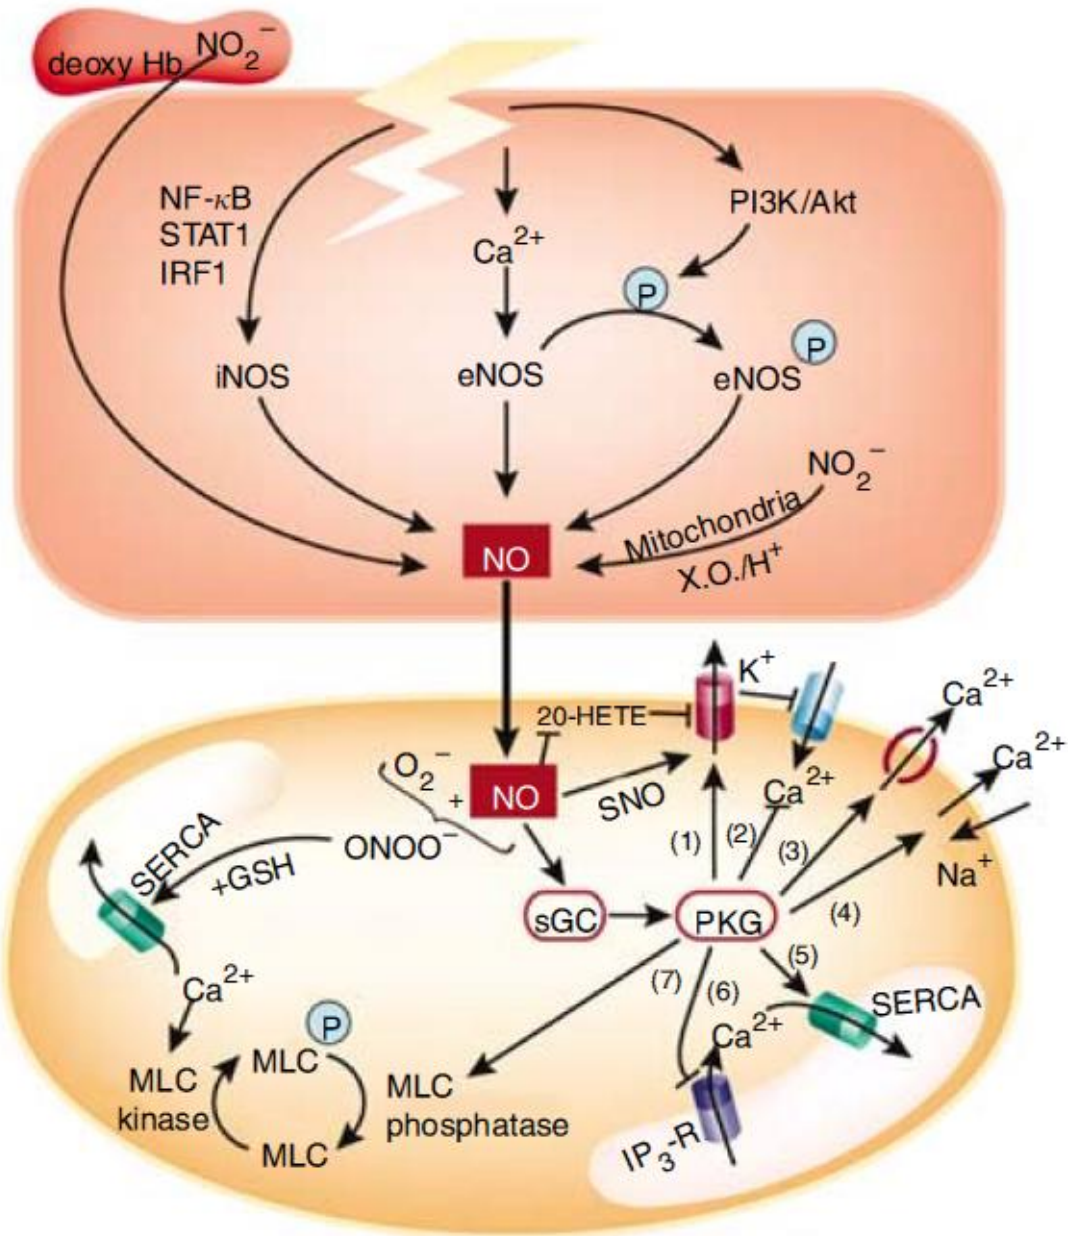 deoxy Hb NO₂⁻
NF-κB
STAT1
IRF1
PI3K/Akt
Ca²⁺
P
P
iNOS
eNOS
eNOS
NO₂⁻
Mitochondria
X.O./H⁺
NO
K⁺
20-HETE
Ca²⁺
Ca²⁺
O₂⁻
+
NO
SNO
Ca²⁺
(1)
(2)
(3)
Na⁺
SERCA
+GSH
ONOO⁻
sGC
PKG
(4)
(5)
(6)
(7)
Ca²⁺
SERCA
Ca²⁺
P
MLC
MLC
kinase
MLC
phosphatase
MLC
IP₃-R